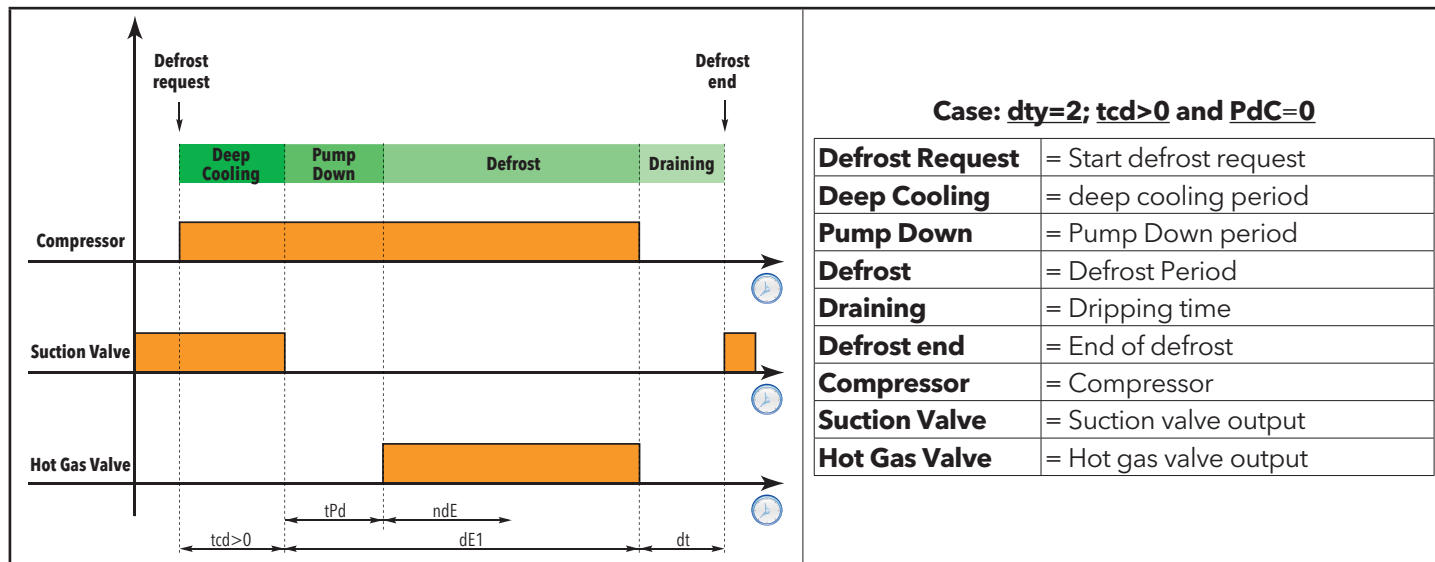 Defrost
request
Defrost
end
Deep
Cooling
Pump
Down
Defrost
Draining
Compressor
Suction Valve
Hot Gas Valve
tPd
ndE
tcd>0
dE1
dt
Case: dty=2; tcd>0 and PdC=0
Defrost Request = Start defrost request
Deep Cooling = deep cooling period
Pump Down = Pump Down period
Defrost = Defrost Period
Draining = Dripping time
Defrost end = End of defrost
Compressor = Compressor
Suction Valve = Suction valve output
Hot Gas Valve = Hot gas valve output